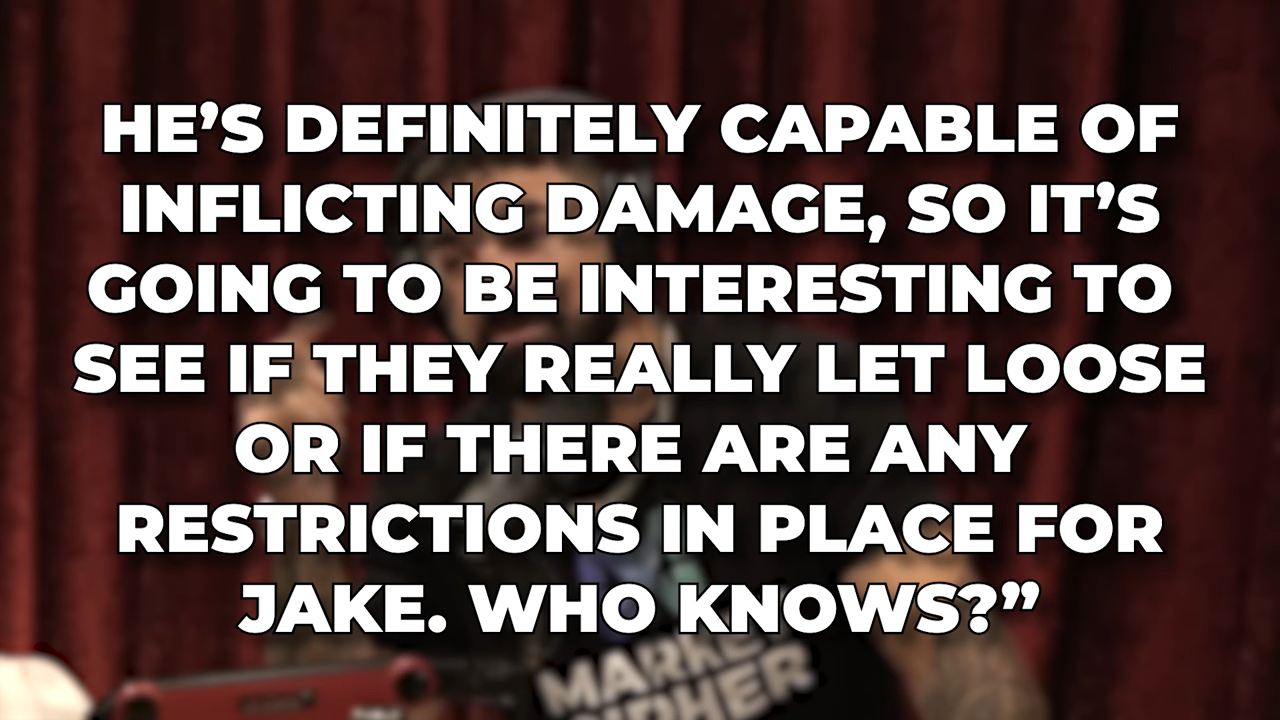 HE’S DEFINITELY CAPABLE OF
INFLICTING DAMAGE, SO IT’S
GOING TO BE INTERESTING TO
SEE IF THEY REALLY LET LOOSE
OR IF THERE ARE ANY
RESTRICTIONS IN PLACE FOR
JAKE. WHO KNOWS?”